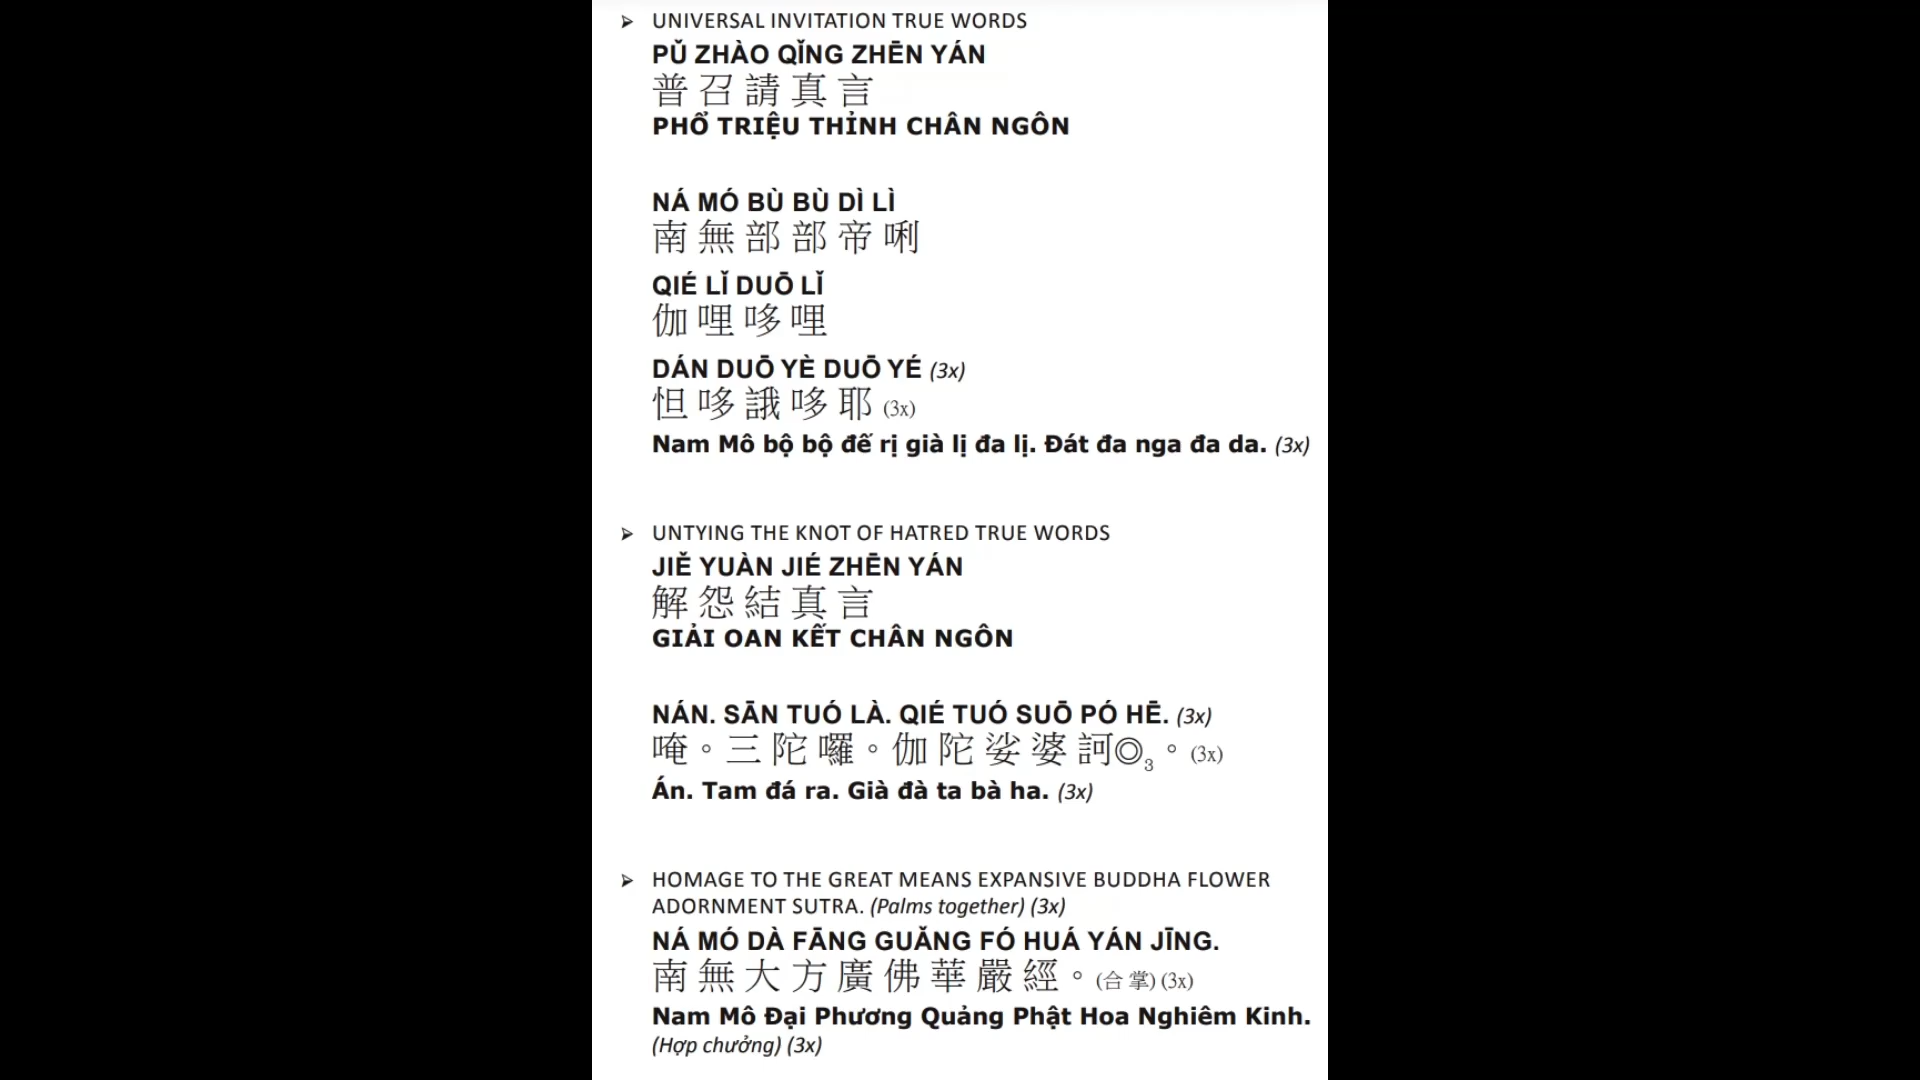 ➢ UNIVERSAL INVITATION TRUE WORDS
PǓ ZHÀO QǏNG ZHĒN YÁN
普召請真言
PHỔ TRIỆU THỈNH CHÂN NGÔN
NÁ MÓ BÙ BÙ DÌ LÌ
南無部部帝唎
QIÉ LǏ DUŌ LǏ
伽哩哆哩
DÁN DUŌ YÈ DUŌ YÉ (3x)
怛哆誐哆耶 (3x)
Nam Mô bộ bộ đế rị già lị đa lị. Đát đa nga đa da. (3x)
➢ UNTYING THE KNOT OF HATRED TRUE WORDS
JIĚ YUÀN JIÉ ZHĒN YÁN
解怨結真言
GIẢI OAN KẾT CHÂN NGÔN
NÁN. SĀN TUÓ LÀ. QIÉ TUÓ SUŌ PÓ HĒ. (3x)
唵。三陀囉。伽陀娑婆訶◎3。(3x)
Án. Tam đá ra. Già đà ta bà ha. (3x)
➢ HOMAGE TO THE GREAT MEANS EXPANSIVE BUDDHA FLOWER
ADORNMENT SUTRA. (Palms together) (3x)
NÁ MÓ DÀ FĀNG GUǍNG FÓ HUÁ YÁN JĪNG.
南無大方廣佛華嚴經。(合掌) (3x)
Nam Mô Đại Phương Quảng Phật Hoa Nghiêm Kinh.
(Hợp chưởng) (3x)